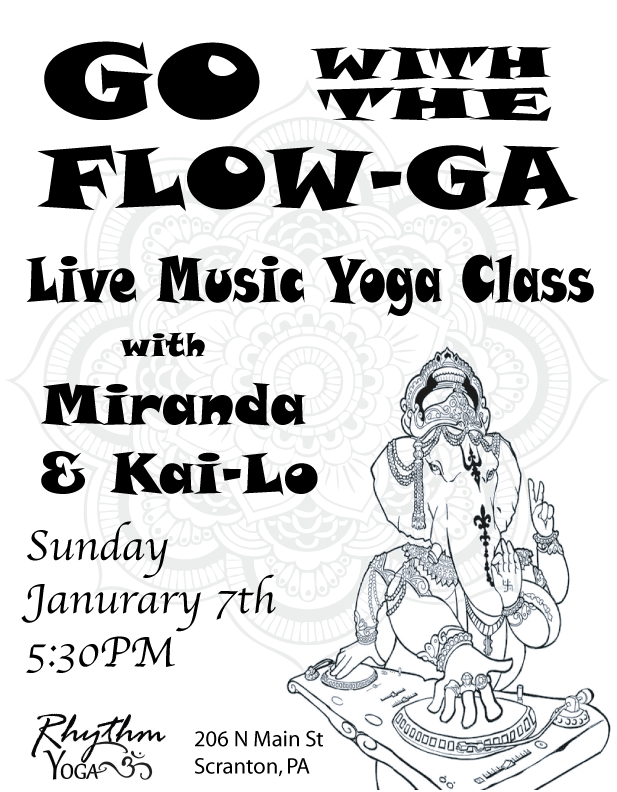 GO WITH THE
FLOW-GA
Live Music Yoga Class
with
Miranda
& Kai-Lo
Sunday
Janurary 7th
5:30PM
Rhythm
YOGA ॐ
206 N Main St
Scranton, PA